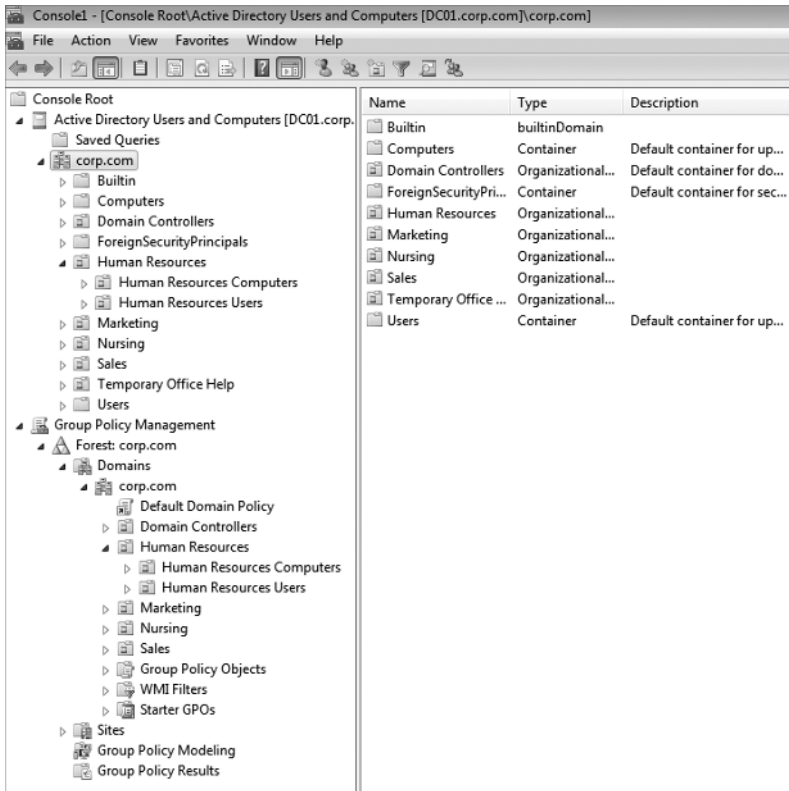 Console1 - [Console Root\Active Directory Users and Computers [DC01.corp.com]\corp.com]
File Action View Favorites Window Help
Console Root
Active Directory Users and Computers [DC01.corp.
Saved Queries
corp.com
Builtin
Computers
Domain Controllers
ForeignSecurityPrincipals
Human Resources
Human Resources Computers
Human Resources Users
Marketing
Nursing
Sales
Temporary Office Help
Users
Group Policy Management
Forest: corp.com
Domains
corp.com
Default Domain Policy
Domain Controllers
Human Resources
Human Resources Computers
Human Resources Users
Marketing
Nursing
Sales
Group Policy Objects
WMI Filters
Starter GPOs
Sites
Group Policy Modeling
Group Policy Results
Name Type Description
Builtin builtinDomain
Computers Container Default container for up...
Domain Controllers Organizational... Default container for do...
ForeignSecurityPri... Container Default container for sec...
Human Resources Organizational...
Marketing Organizational...
Nursing Organizational...
Sales Organizational...
Temporary Office ... Organizational...
Users Container Default container for up...